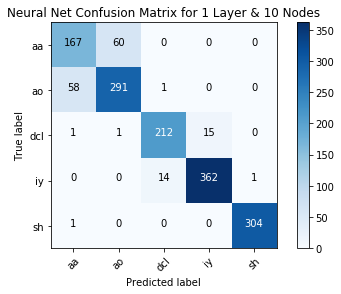 Neural Net Confusion Matrix for 1 Layer & 10 Nodes
True label
aa 167 60 0 0 0
ao 58 291 1 0 0
dcl 1 1 212 15 0
iy 0 0 14 362 1
sh 1 0 0 0 304
aa ao dcl iy sh
Predicted label
350
300
250
200
150
100
50
0